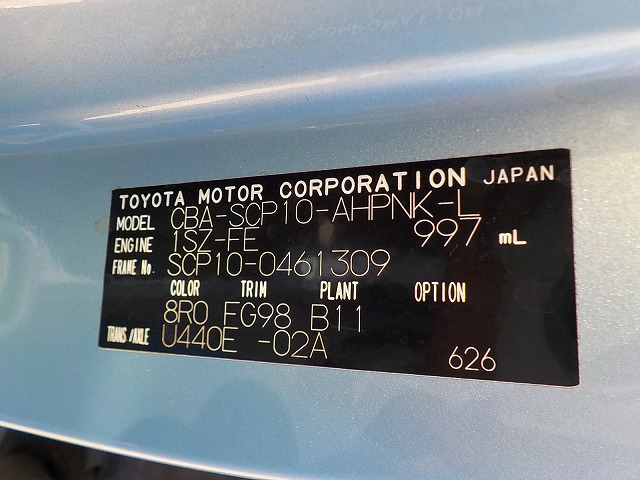 TOYOTA MOTOR CORPORATION JAPAN
MODEL CBA-SCP10-AHPNK-L
ENGINE 1SZ-FE 997 mL
FRAME No. SCP10-0461309
COLOR TRIM PLANT OPTION
8R0 FG98 B11
TRANS/AXLE U440E -02A
626